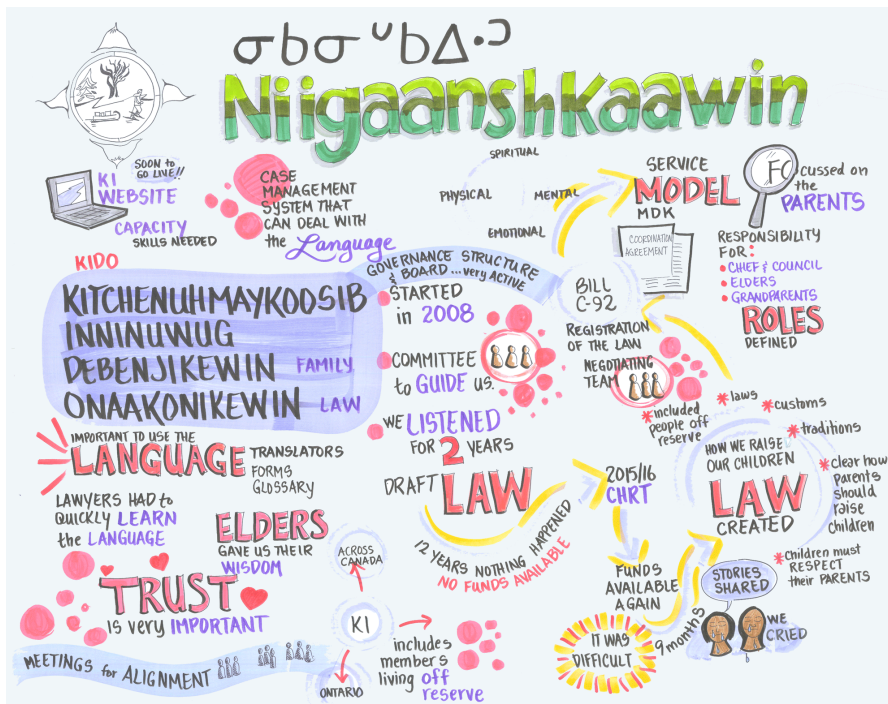 ᓂᑲᓂᐡᑲᐏᐣ
NiigaanshKaawin
SOON to
GO LIVE!!
KI
WEBSITE
CAPACITY
SKILLS NEEDED
CASE
MANAGEMENT
SYSTEM THAT
CAN DEAL WITH
the Language
SPIRITUAL
PHYSICAL
MENTAL
EMOTIONAL
SERVICE
MODEL
MDK
COORDINATION
AGREEMENT
FOcussed on
the
PARENTS
RESPONSIBILITY
FOR:
• CHIEF & COUNCIL
• ELDERS
• GRANDPARENTS
ROLES
DEFINED
KIDO
KITCHENUHMAYKOOSIB
INNINUWUG
DEBENJIKEWIN FAMILY
ONAAKONIKEWIN LAW
GOVERNANCE STRUCTURE
& BOARD ... very ACTIVE
STARTED
in 2008
COMMITTEE
to GUIDE us.
WE LISTENED
FOR 2 YEARS
DRAFT LAW
12 YEARS NOTHING HAPPENED
NO FUNDS AVAILABLE
BILL
C-92
REGISTRATION
OF THE LAW
NEGOTIATING
TEAM
* included
people off
reserve
* laws
* customs
* traditions
* clear how
parents
should
raise
children
* Children must
RESPECT
their PARENTS
HOW WE RAISE
OUR CHILDREN
LAW
CREATED
2015/16
CHRT
FUNDS
AVAILABLE
AGAIN
IT WAS
DIFFICULT
9 months
STORIES
SHARED
WE
CRIED
IMPORTANT TO USE THE
LANGUAGE
TRANSLATORS
FORMS
GLOSSARY
LAWYERS HAD to
QUICKLY LEARN
the LANGUAGE
ELDERS
GAVE US THEIR
WISDOM
TRUST
is very IMPORTANT
MEETINGS for ALIGNMENT
ACROSS
CANADA
KI
ONTARIO
includes
members
living off
reserve